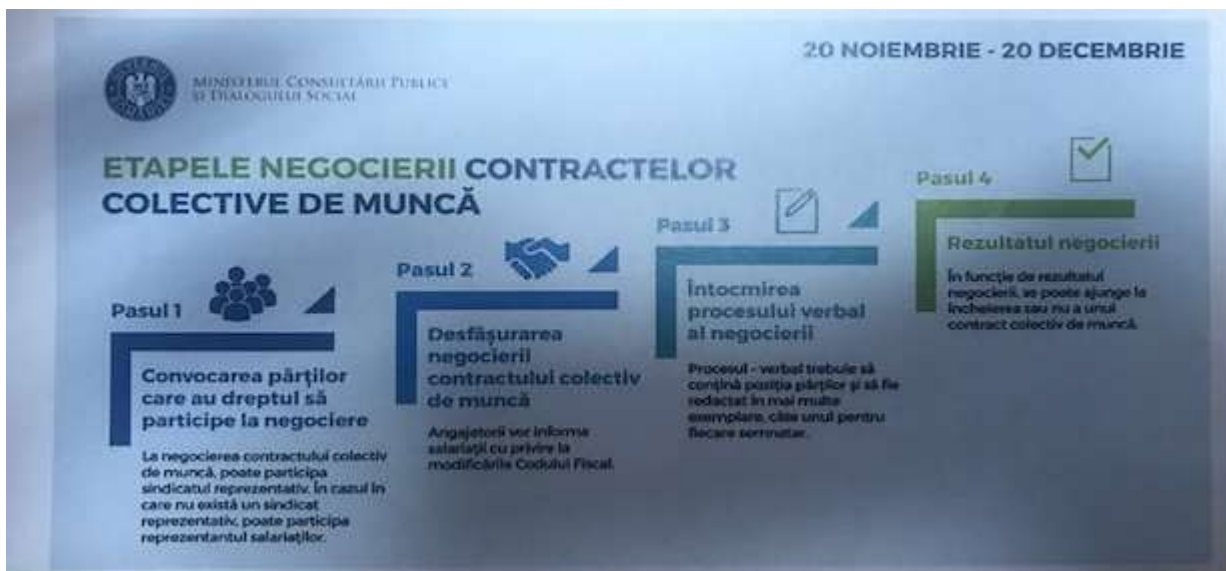 20 NOIEMBRIE - 20 DECEMBRIE
MINISTERUL CONSULTĂRII PUBLICE
ȘI DIALOGULUI SOCIAL
ETAPELE NEGOCIERII CONTRACTELOR
COLECTIVE DE MUNCĂ
Pasul 1
Convocarea părților
care au dreptul să
participe la negociere
La negocierea contractului colectiv
de muncă, poate participa
sindicatul reprezentativ. În cazul în
care nu există un sindicat
reprezentativ, poate participa
reprezentantul salariaților.
Pasul 2
Desfășurarea
negocierii
contractului colectiv
de muncă
Angajatorii vor informa
salariații cu privire la
modificările Codului Fiscal.
Pasul 3
Întocmirea
procesului verbal
al negocierii
Procesul - verbal trebuie să
conțină poziția părților și să fie
redactat în mai multe
exemplare, câte unul pentru
fiecare semnatar.
Pasul 4
Rezultatul negocierii
În funcție de rezultatul
negocierii, se poate ajunge la
încheierea sau nu a unui
contract colectiv de muncă.